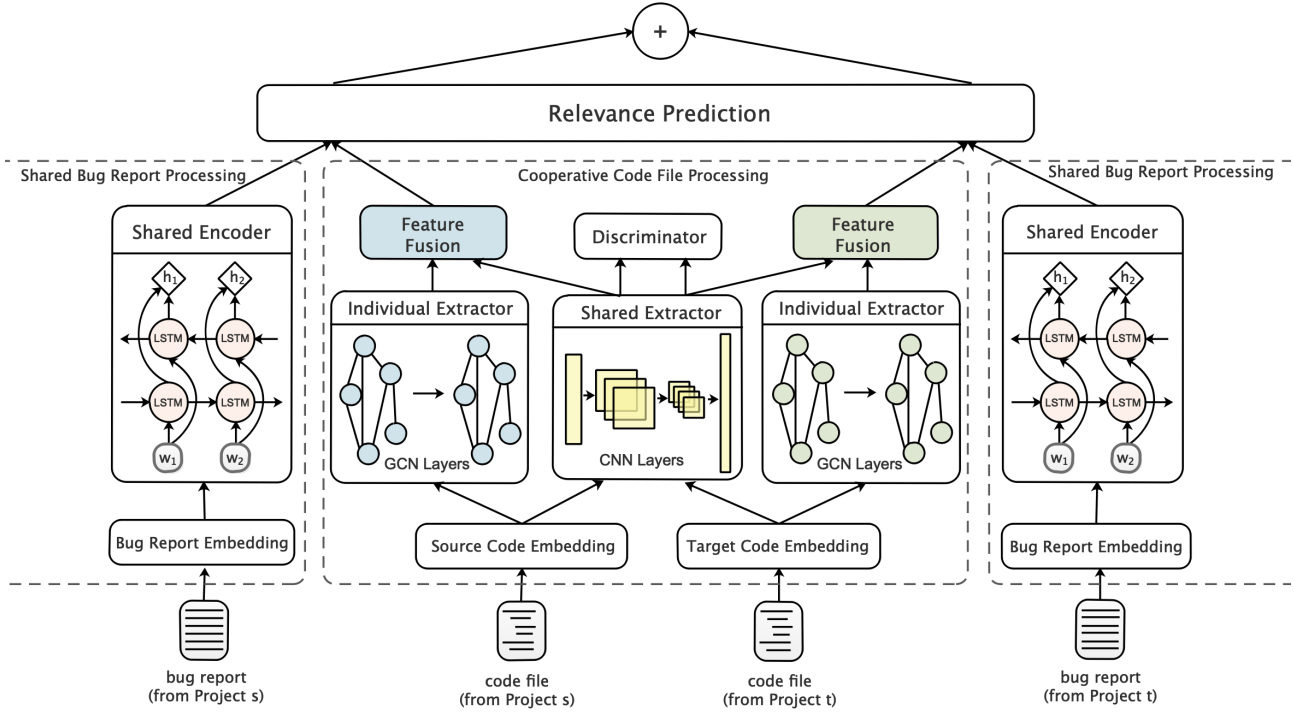 +
Relevance Prediction
Shared Bug Report Processing
Cooperative Code File Processing
Shared Bug Report Processing
Shared Encoder
h1
h2
LSTM
LSTM
LSTM
LSTM
w1
w2
Feature
Fusion
Discriminator
Feature
Fusion
Individual Extractor
GCN Layers
Shared Extractor
CNN Layers
Individual Extractor
GCN Layers
Shared Encoder
h1
h2
LSTM
LSTM
LSTM
LSTM
w1
w2
Bug Report Embedding
Source Code Embedding
Target Code Embedding
Bug Report Embedding
bug report
(from Project s)
code file
(from Project s)
code file
(from Project t)
bug report
(from Project t)